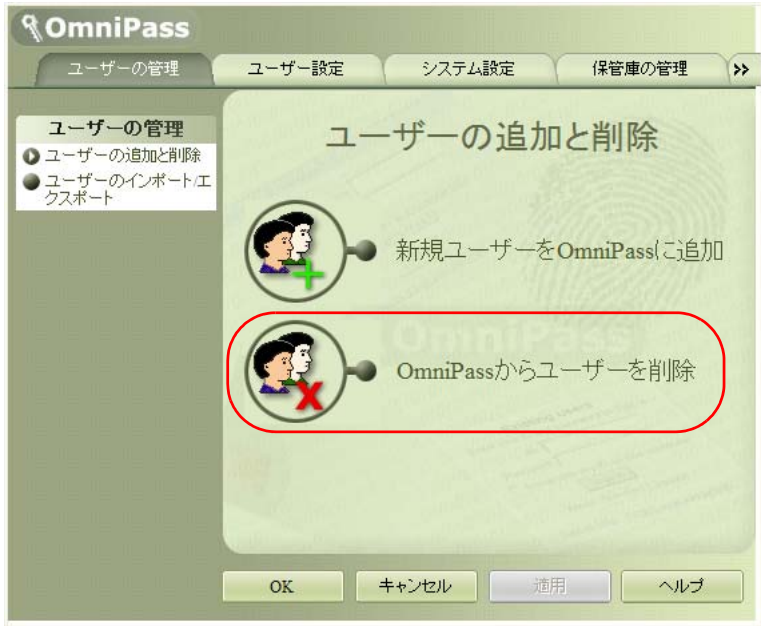 OmniPass
ユーザーの管理
ユーザー設定
システム設定
保管庫の管理
ユーザーの管理
ユーザーの追加と削除
ユーザーのインポート/エ
クスポート
ユーザーの追加と削除
新規ユーザーをOmniPassに追加
OmniPass
OmniPassからユーザーを削除
OK
キャンセル
適用
ヘルプ